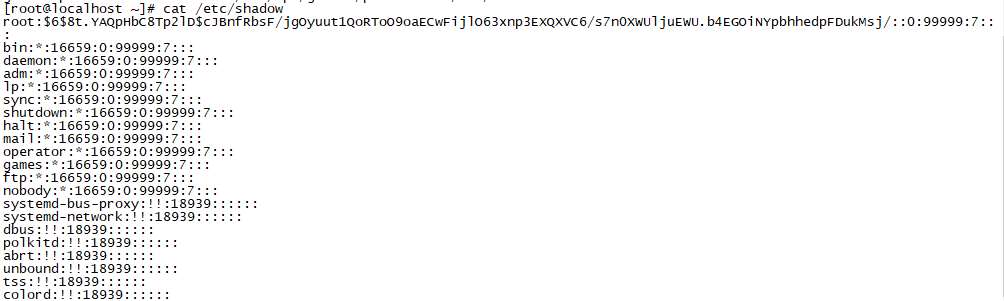 [root@localhost ~]# cat /etc/shadow
root:$6$8t.YAQpHbC8Tp2lD$cJBnfRbsF/jgOyuut1QoRToO9oaECwFijlO63xnp3EXQXVC6/s7n0XWUljuEWU.b4EGOiNYpbhhedpFDukMsj/::0:99999:7::
:
bin:*:16659:0:99999:7:::
daemon:*:16659:0:99999:7:::
adm:*:16659:0:99999:7:::
lp:*:16659:0:99999:7:::
sync:*:16659:0:99999:7:::
shutdown:*:16659:0:99999:7:::
halt:*:16659:0:99999:7:::
mail:*:16659:0:99999:7:::
operator:*:16659:0:99999:7:::
games:*:16659:0:99999:7:::
ftp:*:16659:0:99999:7:::
nobody:*:16659:0:99999:7:::
systemd-bus-proxy:!!:18939::::::
systemd-network:!!:18939::::::
dbus:!!:18939::::::
polkitd:!!:18939::::::
abrt:!!:18939::::::
unbound:!!:18939::::::
tss:!!:18939::::::
colord:!!:18939::::::